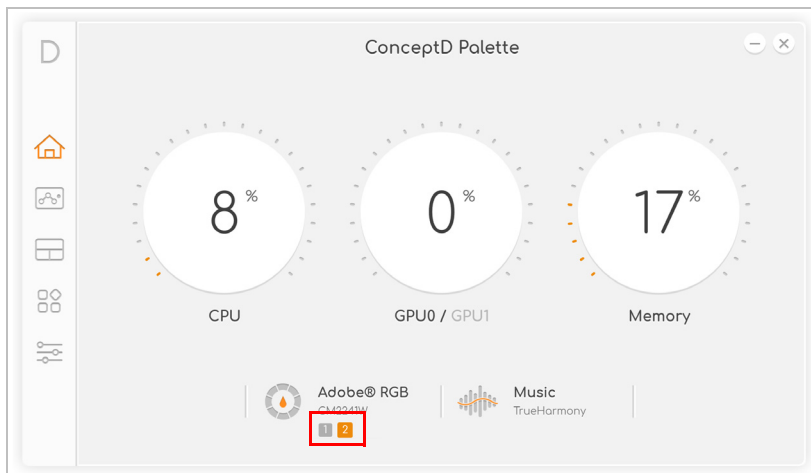 D
ConceptD Palette
8 %
0 %
17 %
CPU
GPU0 / GPU1
Memory
Adobe® RGB
CM2241W
1 2
Music
TrueHarmony